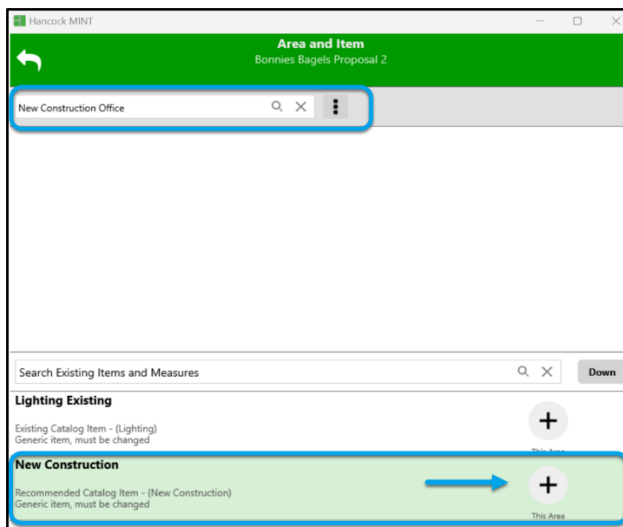 Hancock MINT
Area and Item
Bonnies Bagels Proposal 2
New Construction Office
Search Existing Items and Measures
Down
Lighting Existing
Existing Catalog Item - (Lighting)
Generic item, must be changed
This Area
New Construction
Recommended Catalog Item - (New Construction)
Generic item, must be changed
This Area